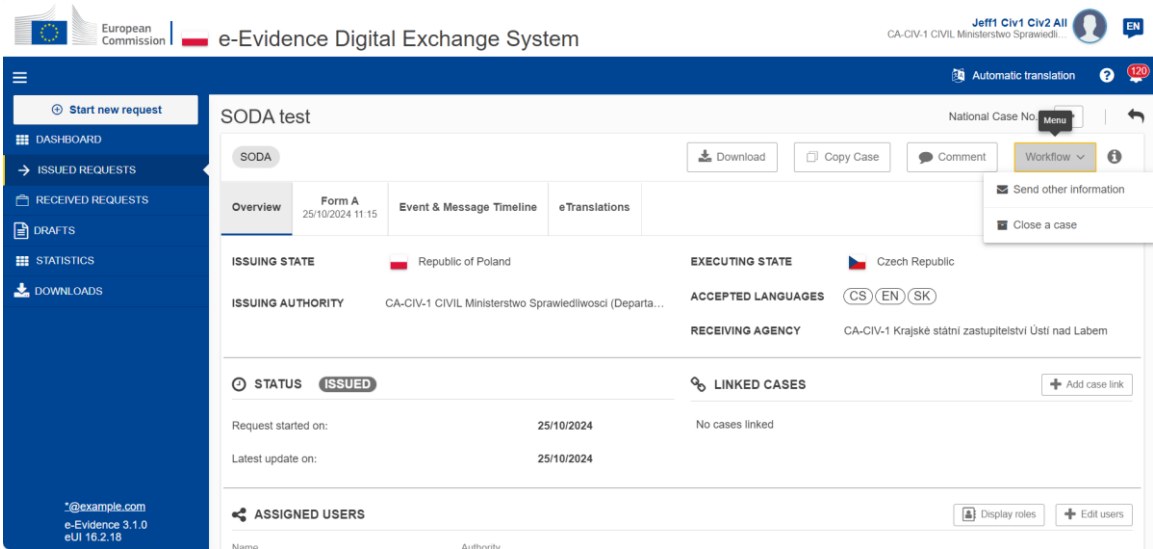 European
Commission
e-Evidence Digital Exchange System
Jeff1 Civ1 Civ2 All
CA-CIV-1 CIVIL Ministerstwo Sprawiedli...
EN
Automatic translation
?
120
Start new request
DASHBOARD
ISSUED REQUESTS
RECEIVED REQUESTS
DRAFTS
STATISTICS
DOWNLOADS
*@example.com
e-Evidence 3.1.0
eUI 16.2.18
SODA test
National Case No.
Menu
SODA
Download
Copy Case
Comment
Workflow
Send other information
Close a case
Overview
Form A
25/10/2024 11:15
Event & Message Timeline
eTranslations
ISSUING STATE
Republic of Poland
ISSUING AUTHORITY
CA-CIV-1 CIVIL Ministerstwo Sprawiedliwosci (Departa...
EXECUTING STATE
Czech Republic
ACCEPTED LANGUAGES
CS EN SK
RECEIVING AGENCY
CA-CIV-1 Krajské státní zastupitelství Ústí nad Labem
STATUS ISSUED
Request started on: 25/10/2024
Latest update on: 25/10/2024
LINKED CASES
Add case link
No cases linked
ASSIGNED USERS
Display roles
Edit users
Name
Authority